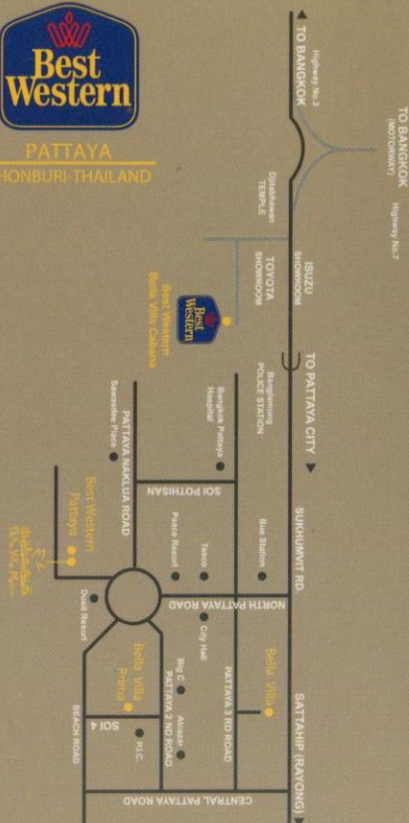 Best
Western
PATTAYA
HONBURI-THAILAND
TO BANGKOK
Highway No.3
TO BANGKOK
(MOTORWAY)
Highway No.7
TEMPLE
ISUZU
SHOWROOM
TOYOTA
SHOWROOM
Best
Western
Best Western
Bella Villa Cabana
TO PATTAYA CITY
Banglamung
POLICE STATION
Bangkok Pattaya
Hospital
SOI POTHISAN
PATTAYA NAKLUA ROAD
Sawasdee Place
SUKHUMVIT RD.
Bus Station
Tesco
Peace Resort
NORTH PATTAYA ROAD
Best Western
Pattaya
Dusit Resort
City Hall
PATTAYA 3 RD ROAD
Bella Villa
SATTAHIP (RAYONG)
Big C
Alcazar
PATTAYA 2 ND ROAD
Bella Villa
Prima
SOI 4
P.I.C.
BEACH ROAD
CENTRAL PATTAYA ROAD